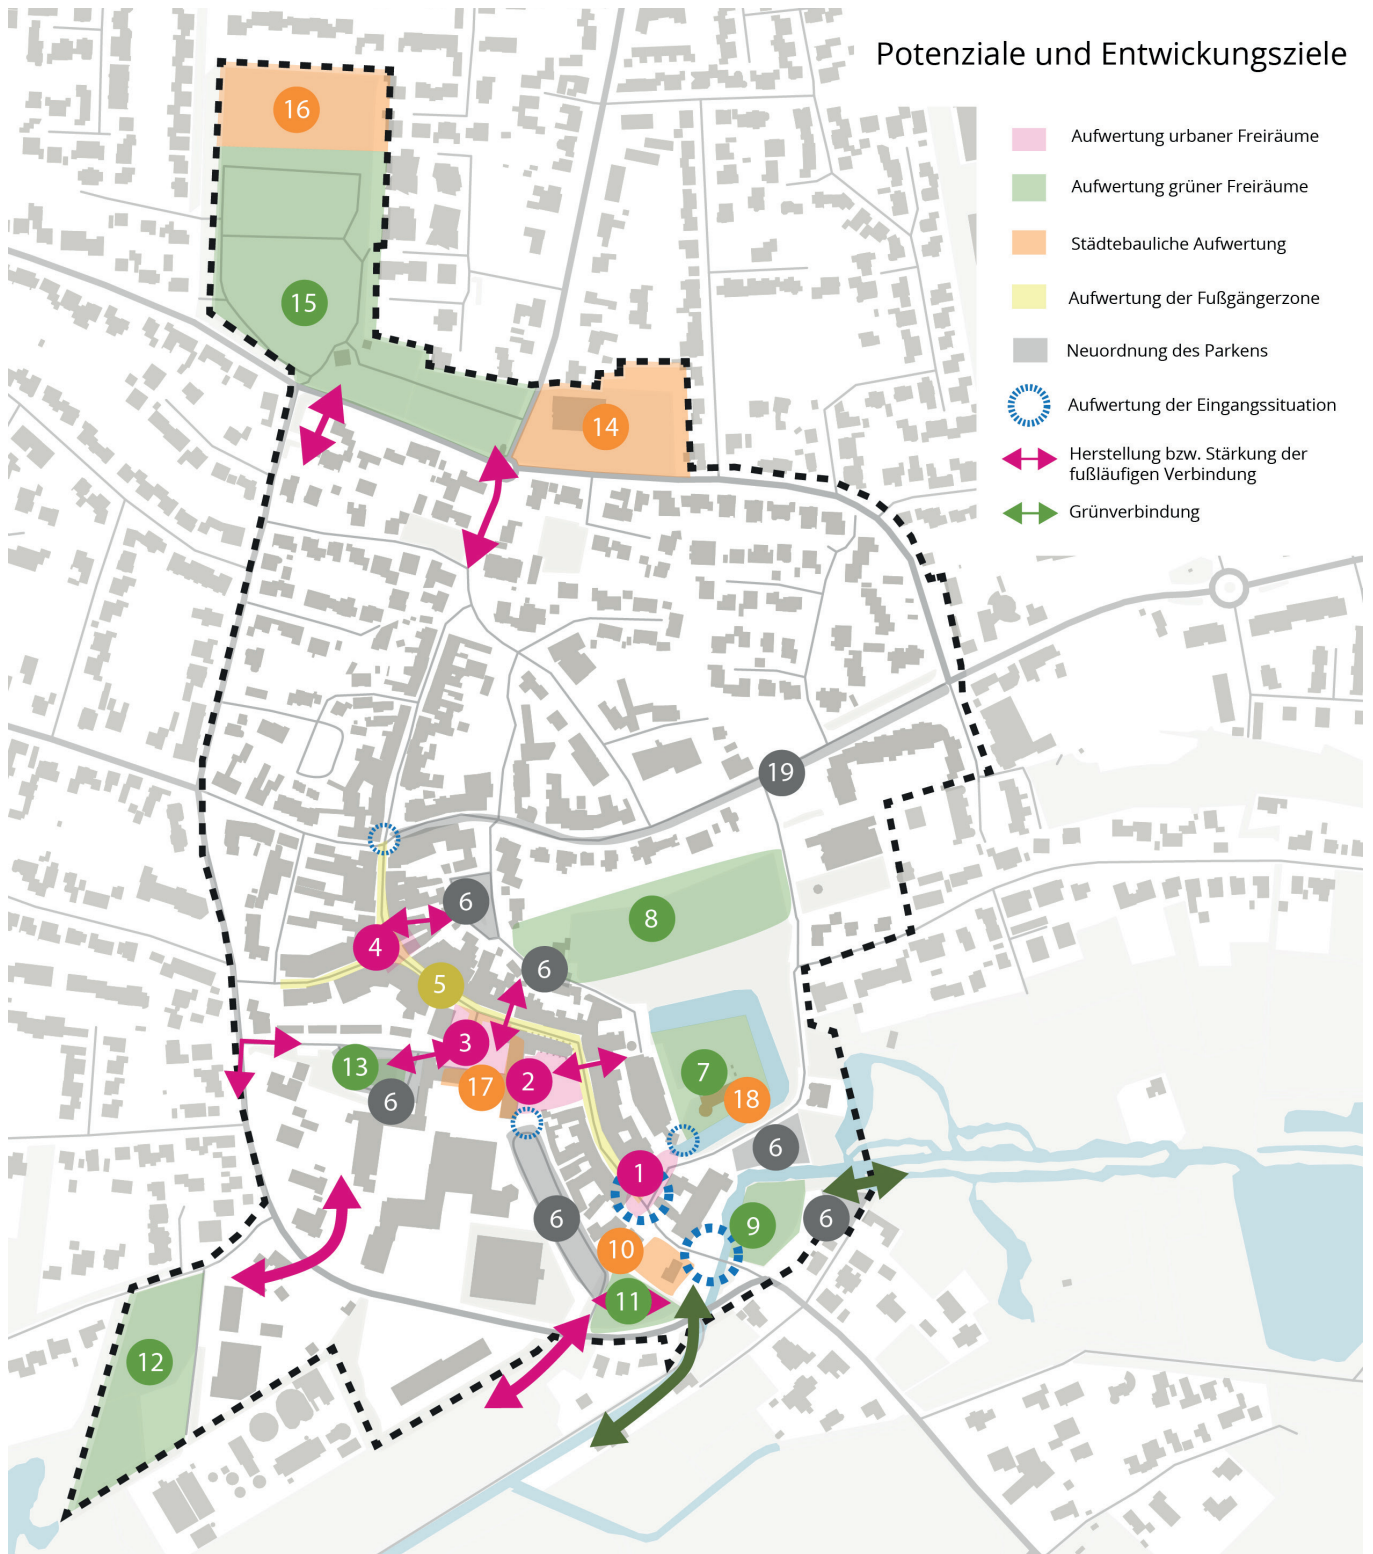 Potenziale und Entwickungsziele
Aufwertung urbaner Freiräume
Aufwertung grüner Freiräume
Städtebauliche Aufwertung
Aufwertung der Fußgängerzone
Neuordnung des Parkens
Aufwertung der Eingangssituation
Herstellung bzw. Stärkung der
fußläufigen Verbindung
Grünverbindung
16
15
14
19
6
8
4
6
5
3
13
7
17
2
18
6
6
1
6
9
6
10
11
12